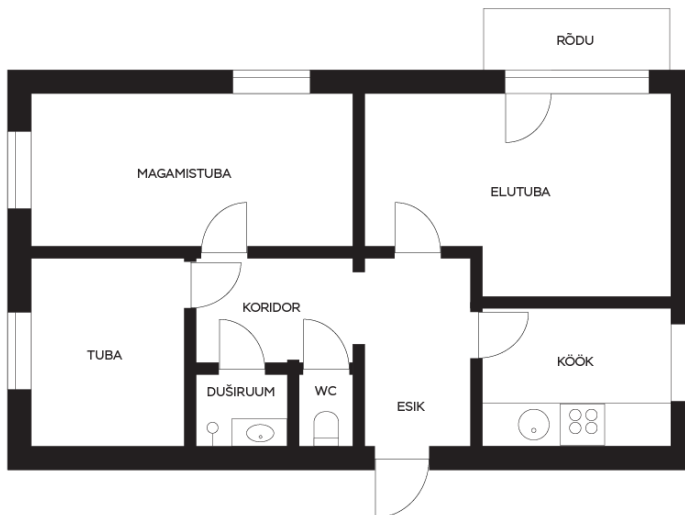 RÕDU
MAGAMISTUBA
ELUTUBA
KORIDOR
TUBA
KÖÖK
DUŠIRUUM
WC
ESIK